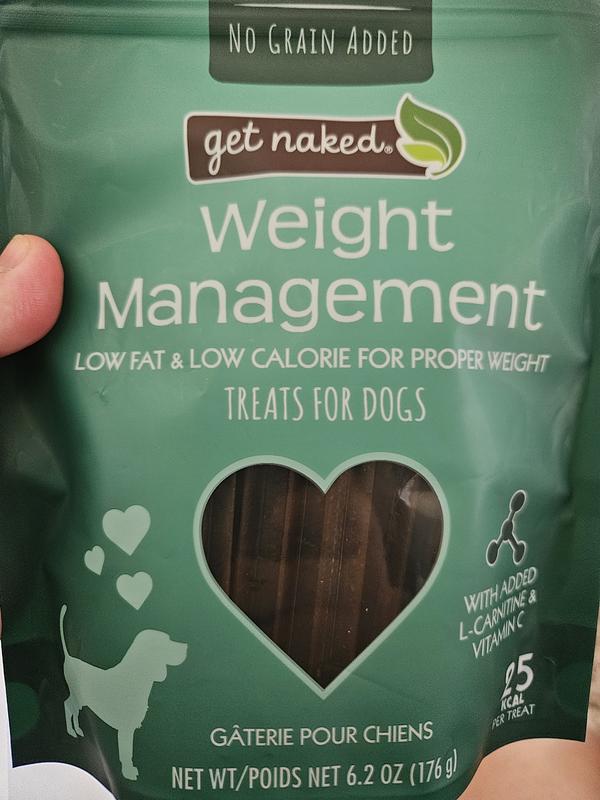 NO GRAIN ADDED
get naked®
Weight
Management
LOW FAT & LOW CALORIE FOR PROPER WEIGHT
TREATS FOR DOGS
WITH ADDED
L-CARNITINE &
VITAMIN C
25
KCAL
PER TREAT
GÂTERIE POUR CHIENS
NET WT/POIDS NET 6.2 OZ (176 g)